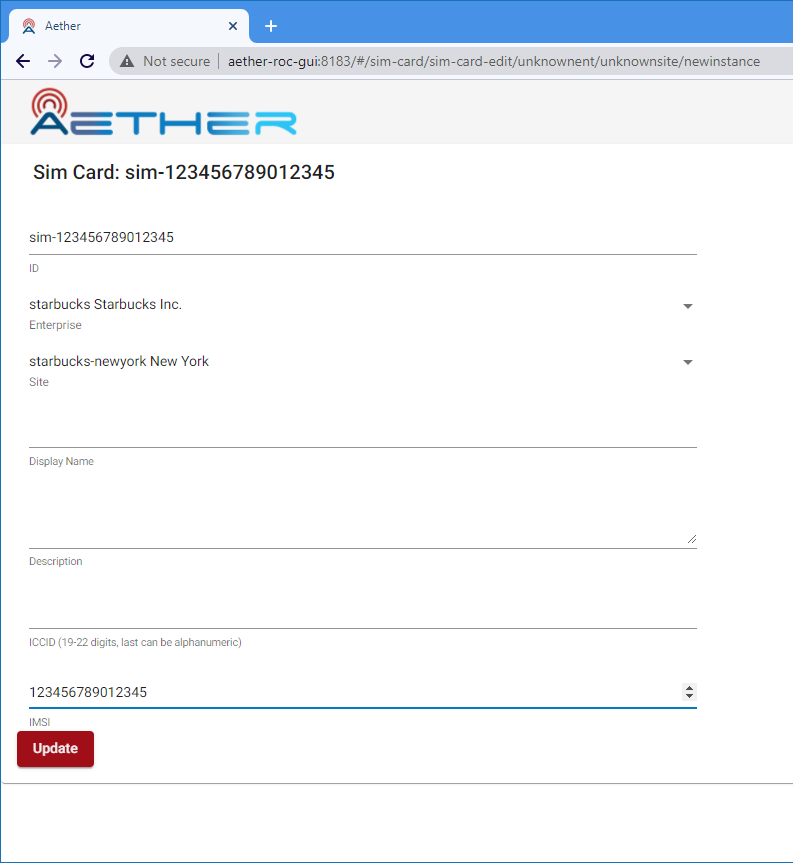 Aether
Not secure
aether-roc-gui:8183/#/sim-card/sim-card-edit/unknownent/unknownsite/newinstance
AETHER
Sim Card: sim-123456789012345
sim-123456789012345
ID
starbucks Starbucks Inc.
Enterprise
starbucks-newyork New York
Site
Display Name
Description
ICCID (19-22 digits, last can be alphanumeric)
123456789012345
IMSI
Update